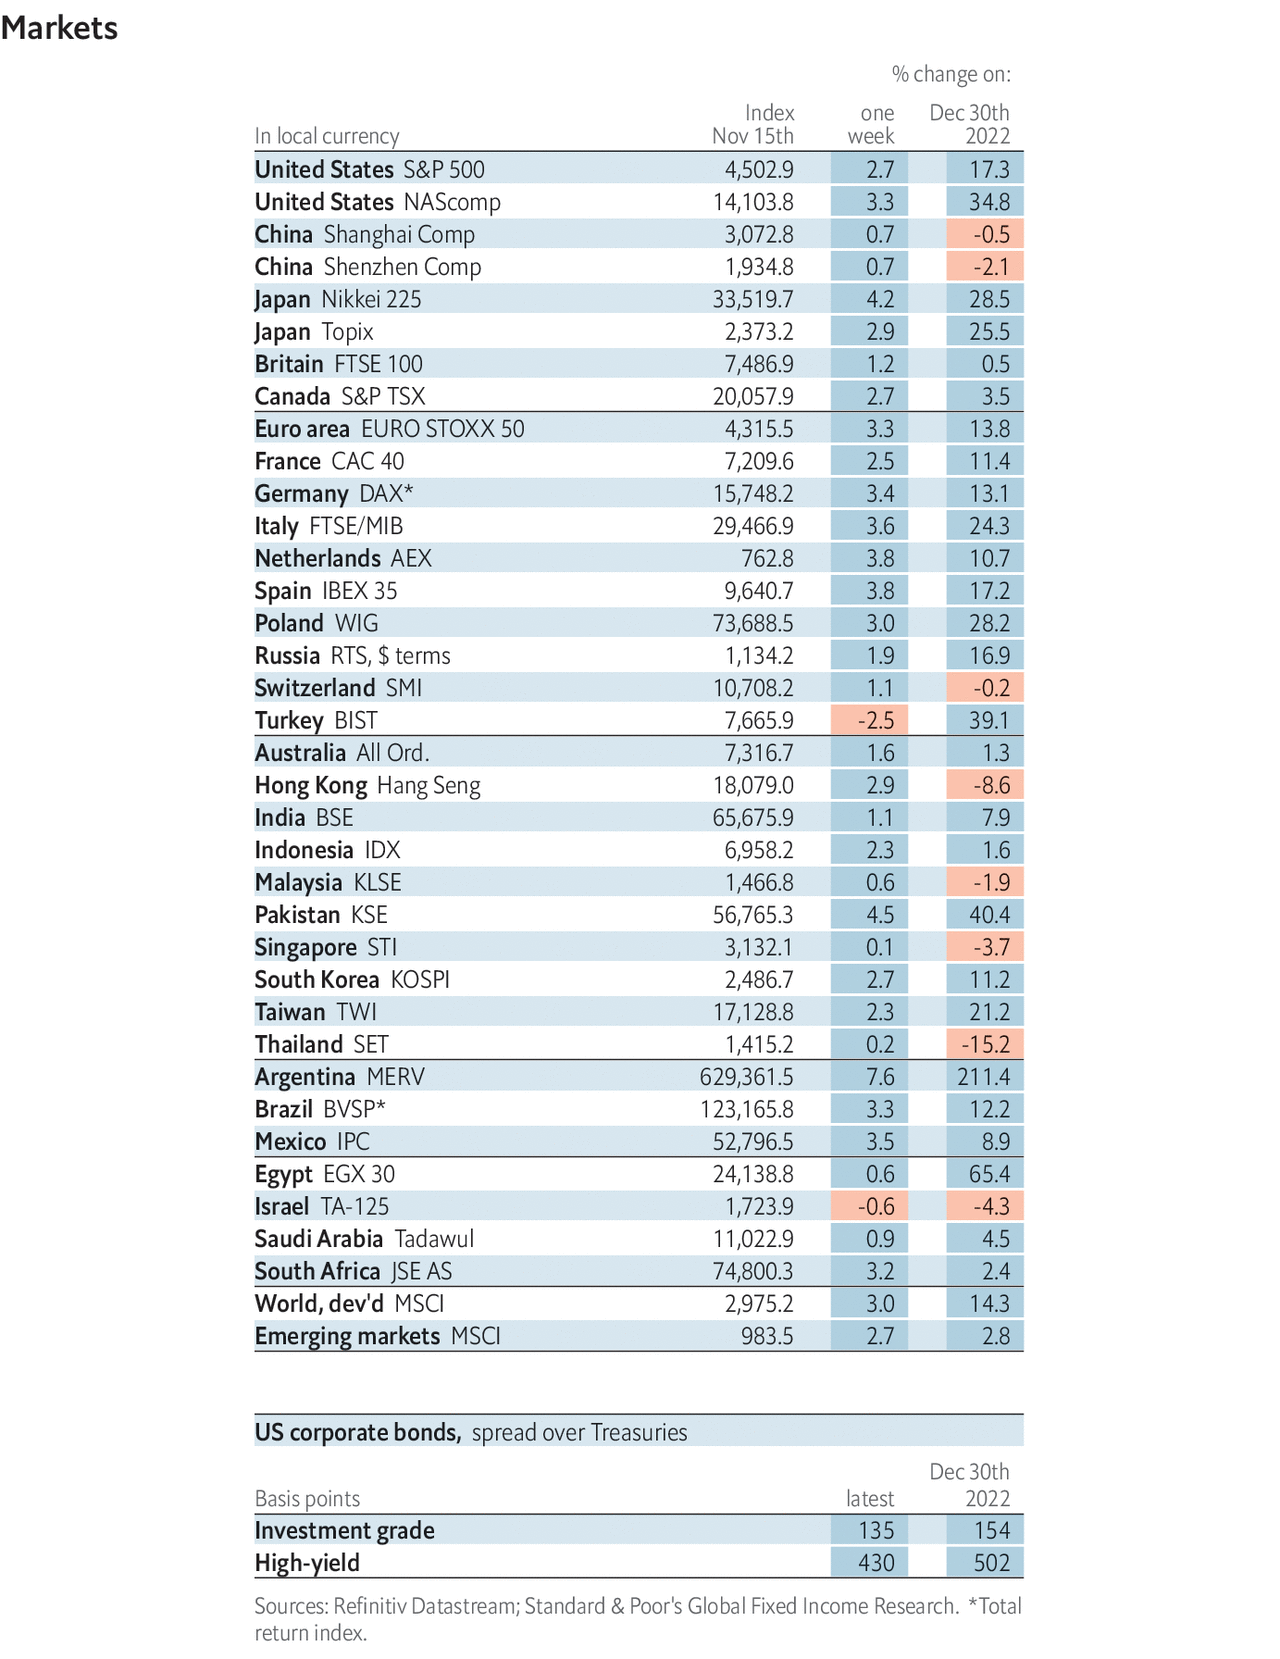 Markets
% change on:
Index one Dec 30th
In local currency Nov 15th week 2022
United States S&P 500 4,502.9 2.7 17.3
United States NAScomp 14,103.8 3.3 34.8
China Shanghai Comp 3,072.8 0.7 -0.5
China Shenzhen Comp 1,934.8 0.7 -2.1
Japan Nikkei 225 33,519.7 4.2 28.5
Japan Topix 2,373.2 2.9 25.5
Britain FTSE 100 7,486.9 1.2 0.5
Canada S&P TSX 20,057.9 2.7 3.5
Euro area EURO STOXX 50 4,315.5 3.3 13.8
France CAC 40 7,209.6 2.5 11.4
Germany DAX* 15,748.2 3.4 13.1
Italy FTSE/MIB 29,466.9 3.6 24.3
Netherlands AEX 762.8 3.8 10.7
Spain IBEX 35 9,640.7 3.8 17.2
Poland WIG 73,688.5 3.0 28.2
Russia RTS, $ terms 1,134.2 1.9 16.9
Switzerland SMI 10,708.2 1.1 -0.2
Turkey BIST 7,665.9 -2.5 39.1
Australia All Ord. 7,316.7 1.6 1.3
Hong Kong Hang Seng 18,079.0 2.9 -8.6
India BSE 65,675.9 1.1 7.9
Indonesia IDX 6,958.2 2.3 1.6
Malaysia KLSE 1,466.8 0.6 -1.9
Pakistan KSE 56,765.3 4.5 40.4
Singapore STI 3,132.1 0.1 -3.7
South Korea KOSPI 2,486.7 2.7 11.2
Taiwan TWI 17,128.8 2.3 21.2
Thailand SET 1,415.2 0.2 -15.2
Argentina MERV 629,361.5 7.6 211.4
Brazil BVSP* 123,165.8 3.3 12.2
Mexico IPC 52,796.5 3.5 8.9
Egypt EGX 30 24,138.8 0.6 65.4
Israel TA-125 1,723.9 -0.6 -4.3
Saudi Arabia Tadawul 11,022.9 0.9 4.5
South Africa JSE AS 74,800.3 3.2 2.4
World, dev'd MSCI 2,975.2 3.0 14.3
Emerging markets MSCI 983.5 2.7 2.8
US corporate bonds, spread over Treasuries
Dec 30th
Basis points latest 2022
Investment grade 135 154
High-yield 430 502
Sources: Refinitiv Datastream; Standard & Poor's Global Fixed Income Research. *Total
return index.